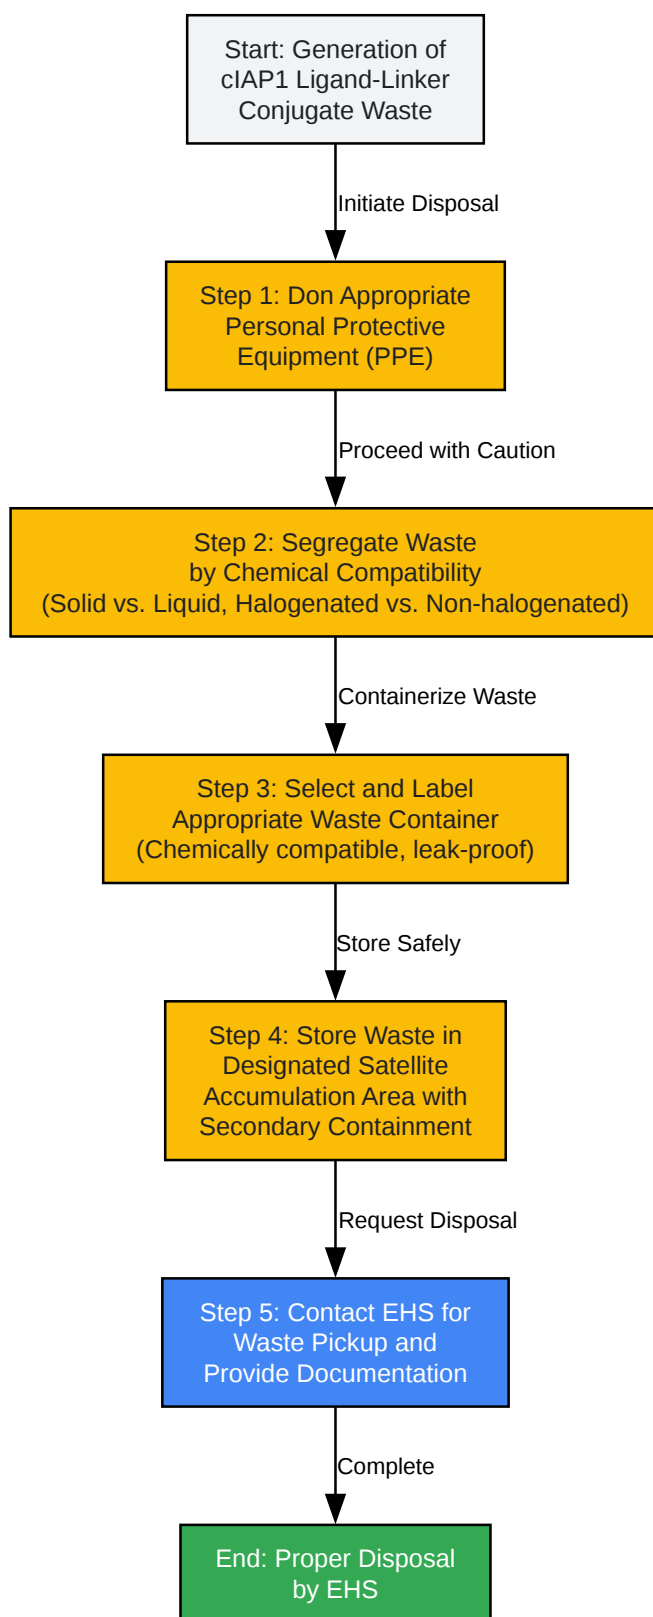 Start: Generation of
cIAP1 Ligand-Linker
Conjugate Waste
Initiate Disposal
Step 1: Don Appropriate
Personal Protective
Equipment (PPE)
Proceed with Caution
Step 2: Segregate Waste
by Chemical Compatibility
(Solid vs. Liquid, Halogenated vs. Non-halogenated)
Containerize Waste
Step 3: Select and Label
Appropriate Waste Container
(Chemically compatible, leak-proof)
Store Safely
Step 4: Store Waste in
Designated Satellite
Accumulation Area with
Secondary Containment
Request Disposal
Step 5: Contact EHS for
Waste Pickup and
Provide Documentation
Complete
End: Proper Disposal
by EHS